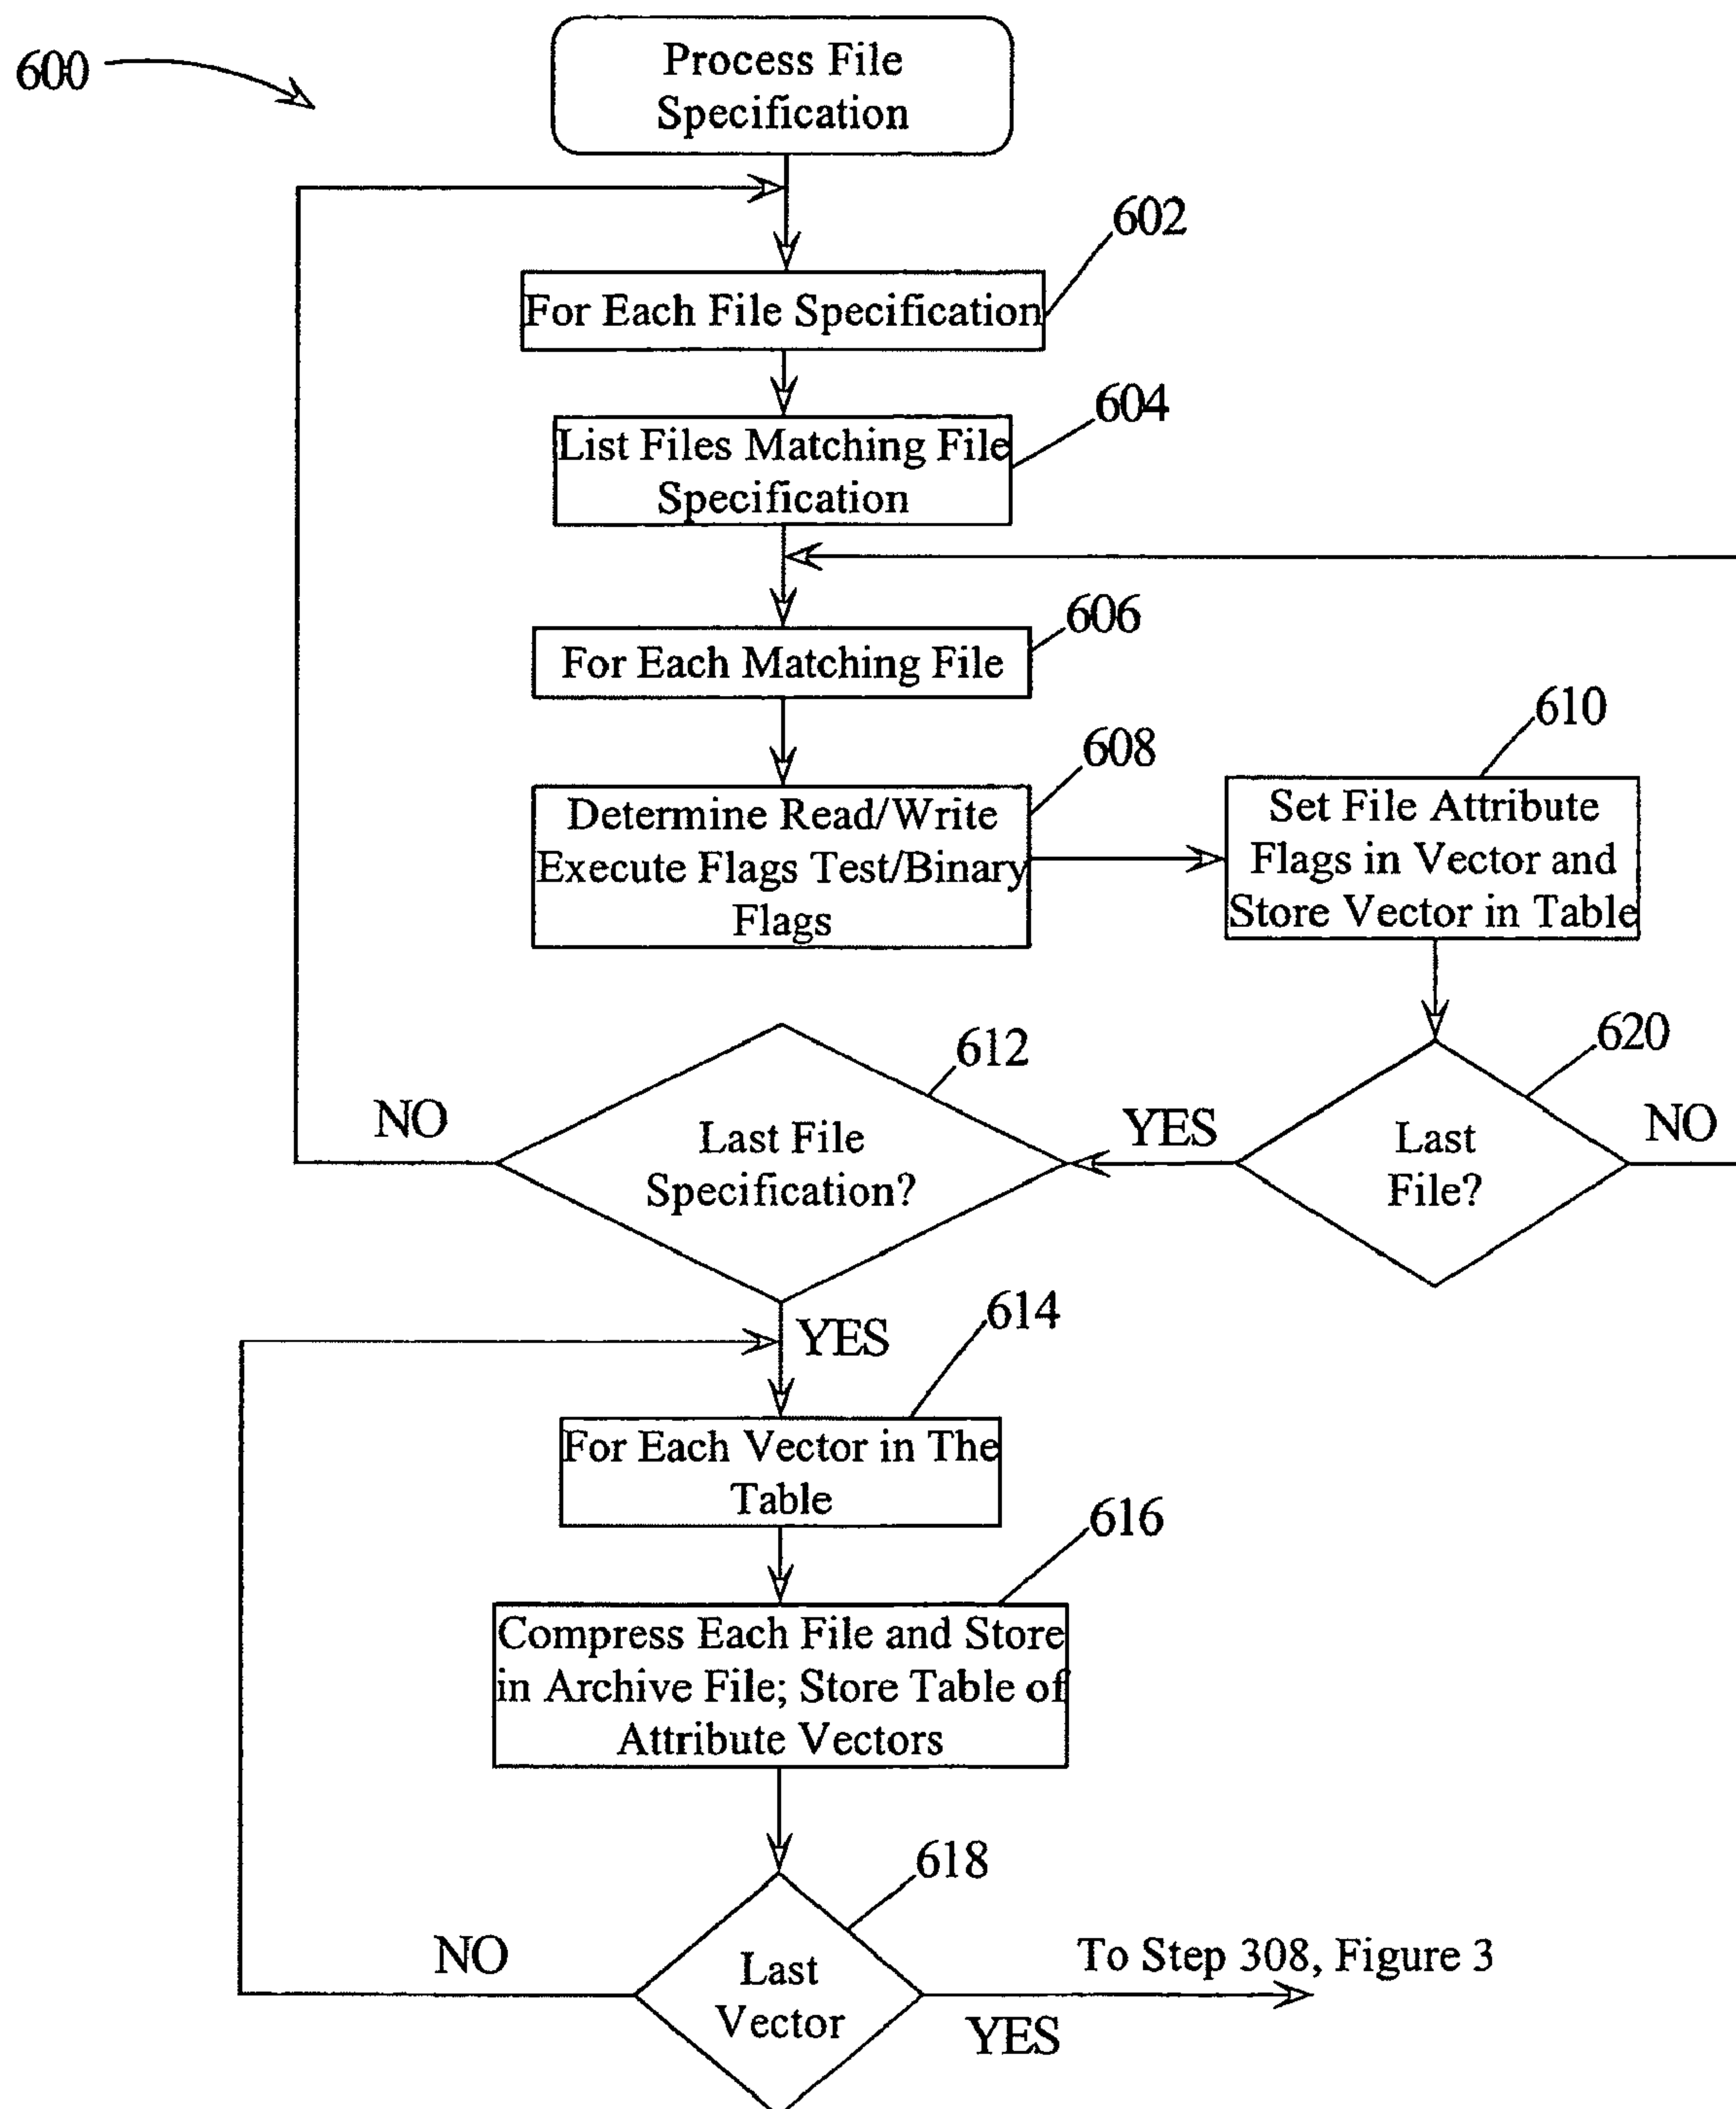 600
Process File
Specification
602
For Each File Specification
604
List Files Matching File
Specification
606
For Each Matching File
608
Determine Read/Write
Execute Flags Test/Binary
Flags
610
Set File Attribute
Flags in Vector and
Store Vector in Table
620
Last
File?
NO
YES
612
Last File
Specification?
NO
YES
614
For Each Vector in The
Table
616
Compress Each File and Store
in Archive File; Store Table of
Attribute Vectors
618
Last
Vector
NO
YES
To Step 308, Figure 3